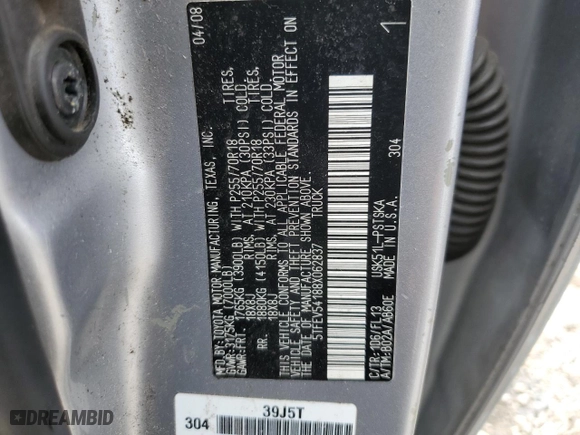 MFD.BY:TOYOTA MOTOR MANUFACTURING, TEXAS, INC. 04/08
GVWR:3175KG (7000LB)
GAWR:FRT. 1765KG (3900LB) WITH P255/70R18 TIRES,
18X8J RIMS, AT 210KPA (30PSI) COLD.
RR. 1880KG (4150LB) WITH P255/70R18 TIRES,
18X8J RIMS, AT 230KPA (33PSI) COLD.
THIS VEHICLE CONFORMS TO ALL APPLICABLE FEDERAL MOTOR
VEHICLE SAFETY AND THEFT PREVENTION STANDARDS IN EFFECT ON
THE DATE OF MANUFACTURE SHOWN ABOVE.
5TFEV54188X062837 TRUCK
C/TR:1D6/FL13 USK51L-PSTSKA
A/TM:B02A/A60DE MADE IN U.S.A.
304
1
304
39J5T
DREAMBID